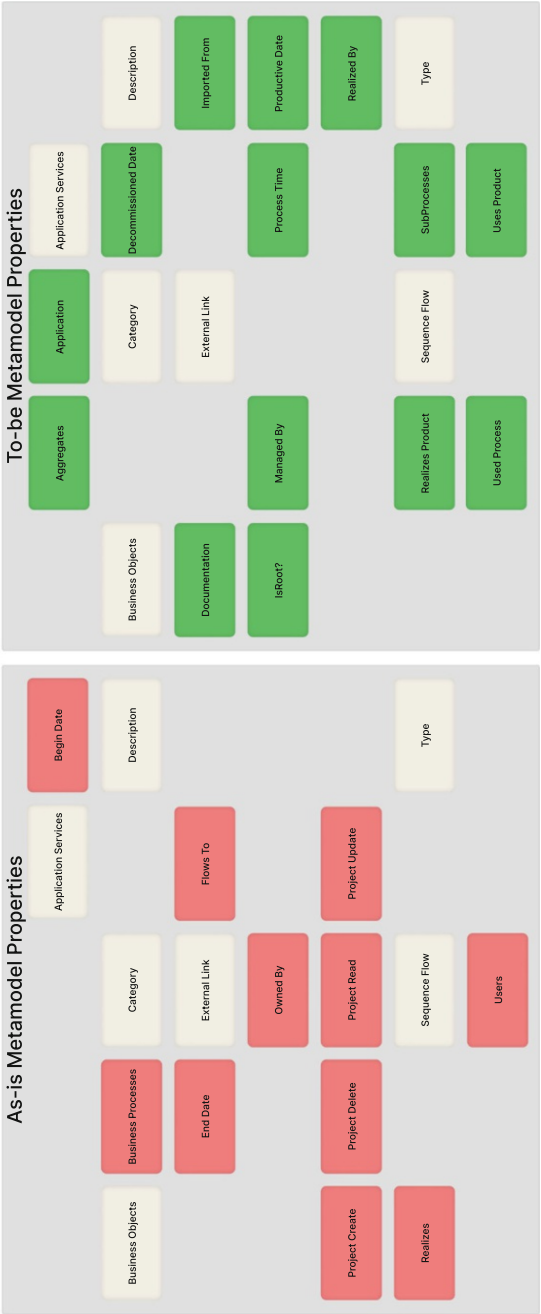 As-is Metamodel Properties
Application Services
Begin Date
Business Objects
Business Processes
Category
Description
End Date
External Link
Flows To
Owned By
Project Create
Project Delete
Project Read
Project Update
Realizes
Sequence Flow
Type
Users
To-be Metamodel Properties
Aggregates
Application
Application Services
Business Objects
Category
Decommissioned Date
Description
Documentation
External Link
Imported From
IsRoot?
Managed By
Process Time
Productive Date
Realized By
Realizes Product
Sequence Flow
SubProcesses
Type
Used Process
Uses Product